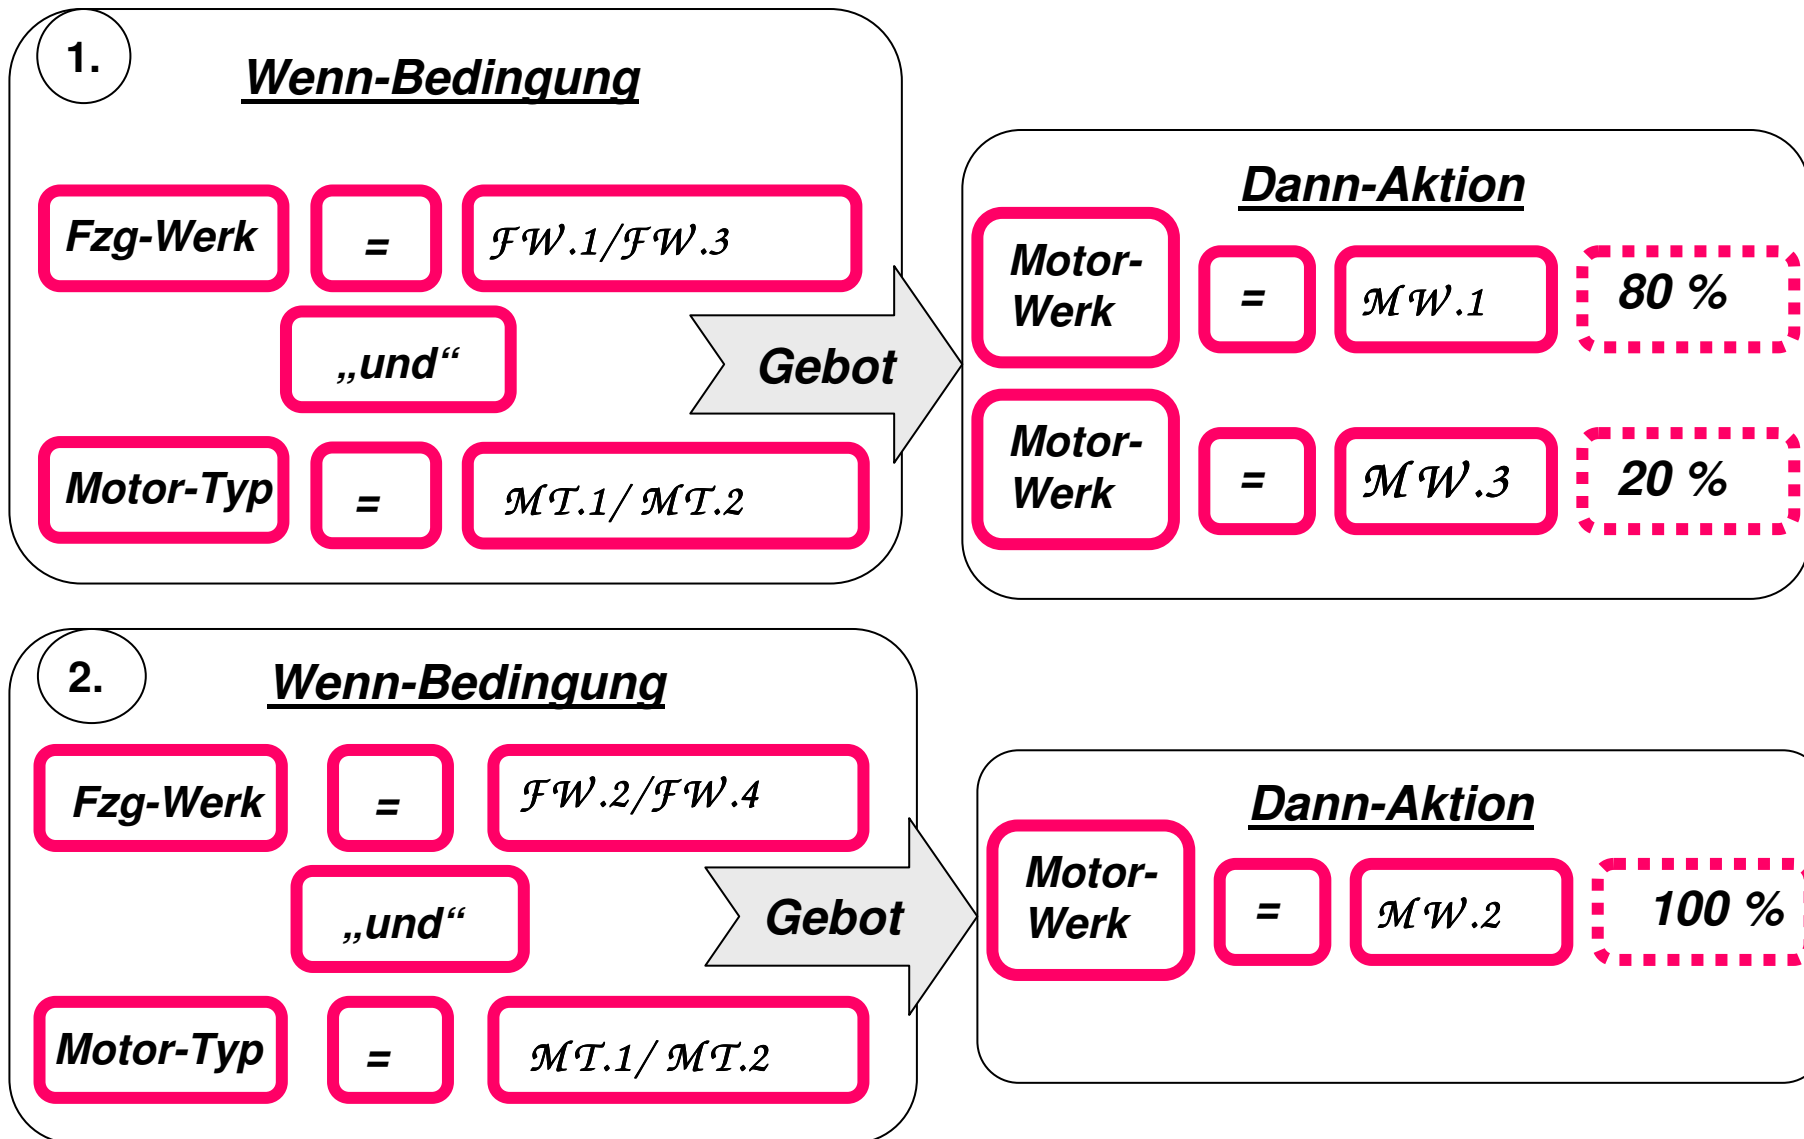 1.
Wenn-Bedingung
Fzg-Werk = FW.1/FW.3
„und“
Motor-Typ = MT.1/ MT.2
Gebot
Dann-Aktion
Motor-
Werk = MW.1 80 %
Motor-
Werk = MW.3 20 %
2.
Wenn-Bedingung
Fzg-Werk = FW.2/FW.4
„und“
Motor-Typ = MT.1/ MT.2
Gebot
Dann-Aktion
Motor-
Werk = MW.2 100 %